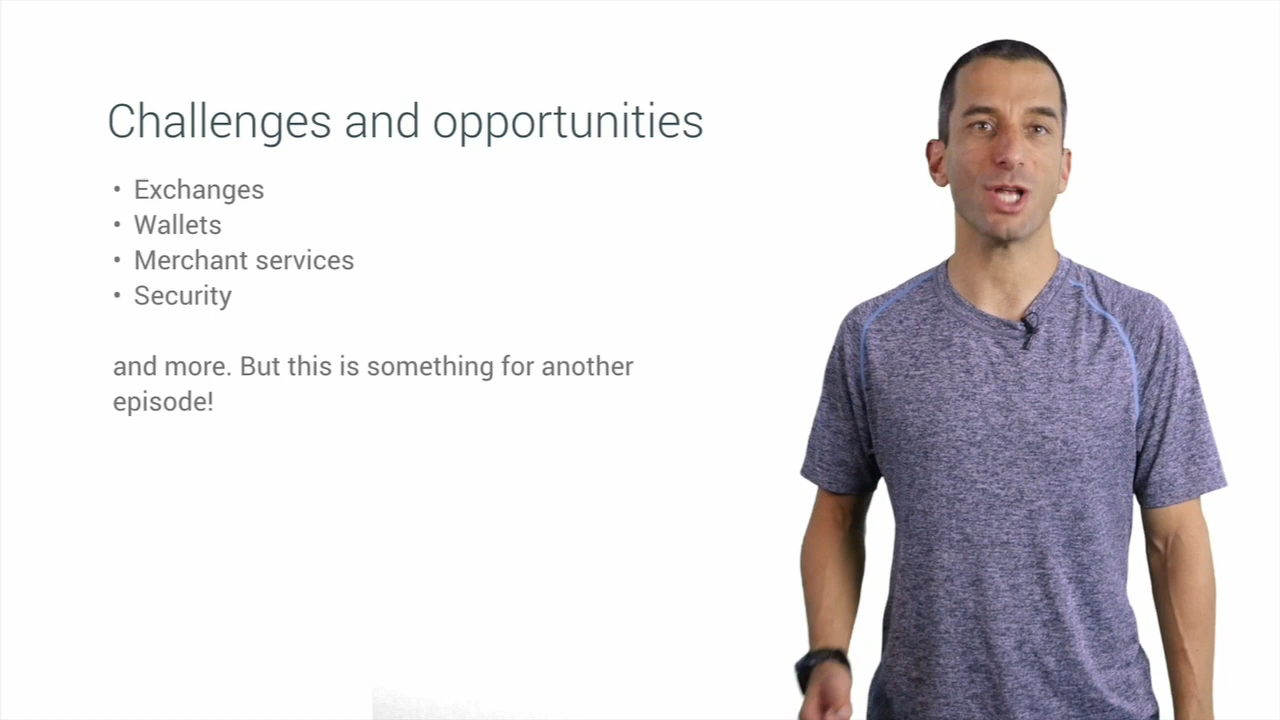 Challenges and opportunities
• Exchanges
• Wallets
• Merchant services
• Security
and more. But this is something for another
episode!